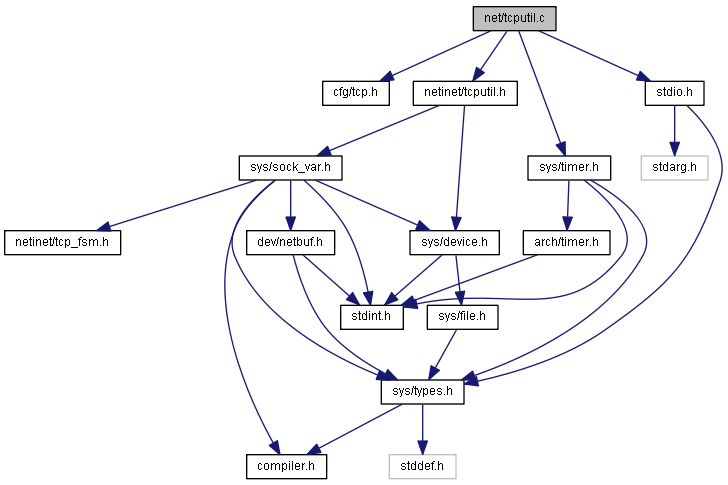 net/tcputil.c
cfg/tcp.h
netinet/tcputil.h
stdio.h
sys/sock_var.h
sys/timer.h
stdarg.h
netinet/tcp_fsm.h
dev/netbuf.h
sys/device.h
arch/timer.h
stdint.h
sys/file.h
sys/types.h
compiler.h
stddef.h